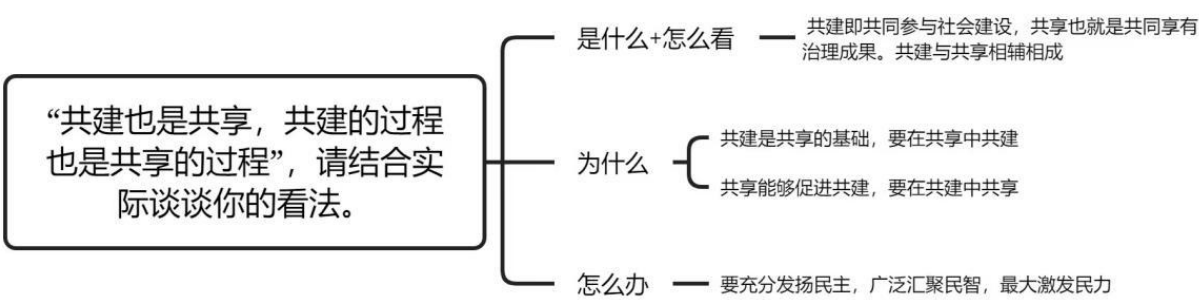 “共建也是共享，共建的过程
也是共享的过程”，请结合实
际谈谈你的看法。
是什么+怎么看
共建即共同参与社会建设，共享也就是共同享有
治理成果。共建与共享相辅相成
为什么
共建是共享的基础，要在共享中共建
共享能够促进共建，要在共建中共享
怎么办
要充分发扬民主，广泛汇聚民智，最大激发民力